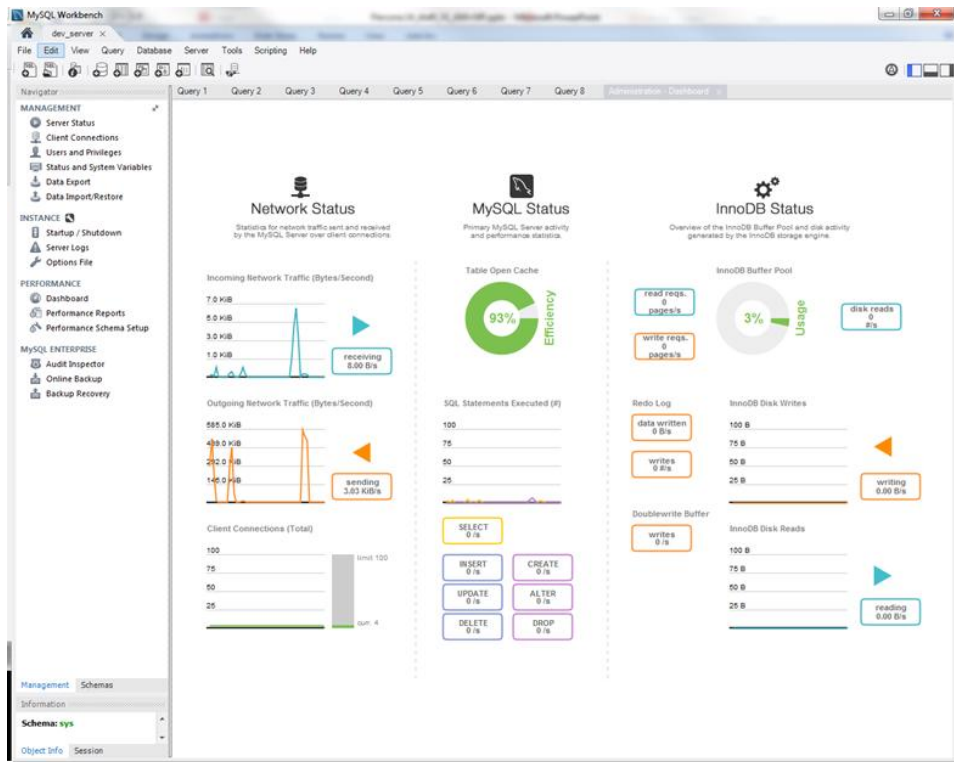 MySQL Workbench
dev_server ×
File Edit View Query Database Server Tools Scripting Help
Navigator
Query 1 Query 2 Query 3 Query 4 Query 5 Query 6 Query 7 Query 8 Administration - Dashboard ×
MANAGEMENT
Server Status
Client Connections
Users and Privileges
Status and System Variables
Data Export
Data Import/Restore
INSTANCE
Startup / Shutdown
Server Logs
Options File
PERFORMANCE
Dashboard
Performance Reports
Performance Schema Setup
MySQL ENTERPRISE
Audit Inspector
Online Backup
Backup Recovery
Management Schemas
Information
Schema: sys
Object Info Session
Network Status
Statistics for network traffic sent and received
by the MySQL Server over client connections.
Incoming Network Traffic (Bytes/Second)
7.0 KiB
5.0 KiB
3.0 KiB
1.0 KiB
receiving
8.00 B/s
Outgoing Network Traffic (Bytes/Second)
585.0 KiB
439.0 KiB
292.0 KiB
146.0 KiB
sending
3.03 KiB/s
Client Connections (Total)
100
75
50
25
limit 100
curr. 4
MySQL Status
Primary MySQL Server activity
and performance statistics.
Table Open Cache
93%
Efficiency
SQL Statements Executed (#)
100
75
50
25
SELECT
0 /s
INSERT
0 /s
CREATE
0 /s
UPDATE
0 /s
ALTER
0 /s
DELETE
0 /s
DROP
0 /s
InnoDB Status
Overview of the InnoDB Buffer Pool and disk activity
generated by the InnoDB storage engine.
InnoDB Buffer Pool
read reqs.
0
pages/s
write reqs.
0
pages/s
3%
Usage
disk reads
0
#/s
Redo Log
data written
0 B/s
writes
0 #/s
Doublewrite Buffer
writes
0 /s
InnoDB Disk Writes
100 B
75 B
50 B
25 B
writing
0.00 B/s
InnoDB Disk Reads
100 B
75 B
50 B
25 B
reading
0.00 B/s